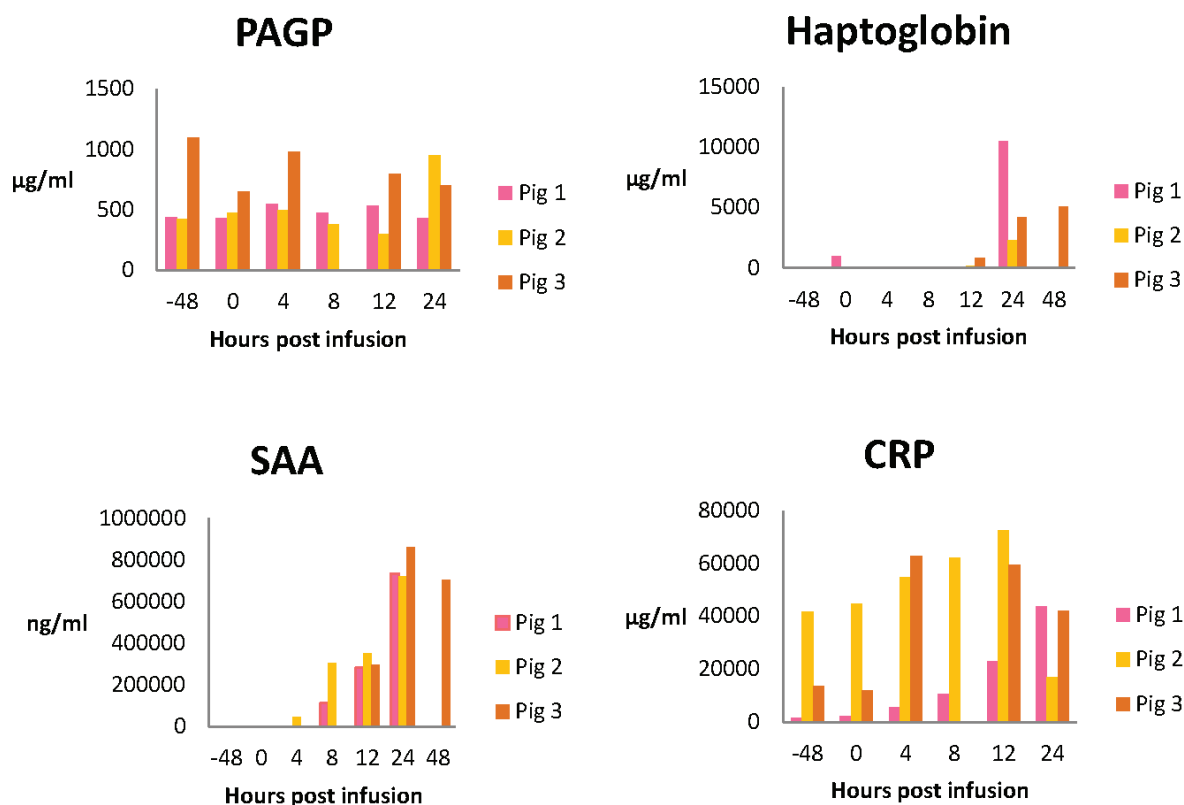 PAGP
1500
1000
µg/ml
500
0
-48 0 4 8 12 24
Hours post infusion
Pig 1
Pig 2
Pig 3
Haptoglobin
15000
10000
µg/ml
5000
0
-48 0 4 8 12 24 48
Hours post infusion
Pig 1
Pig 2
Pig 3
SAA
1000000
800000
600000
ng/ml
400000
200000
0
-48 0 4 8 12 24 48
Hours post infusion
Pig 1
Pig 2
Pig 3
CRP
80000
60000
40000
µg/ml
20000
0
-48 0 4 8 12 24
Hours post infusion
Pig 1
Pig 2
Pig 3